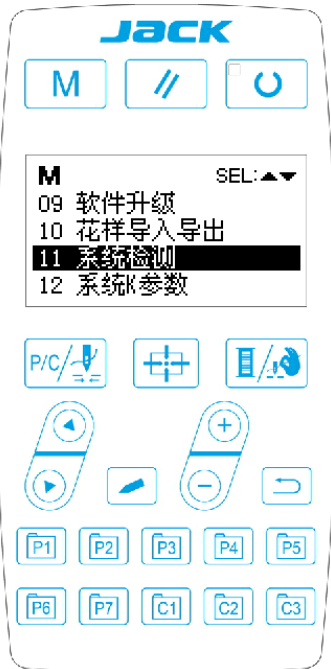 JACK
M
M SEL:▲▼
09 软件升级
10 花样导入导出
11 系统检测
12 系统K参数
P/C
P1 P2 P3 P4 P5
P6 P7 C1 C2 C3